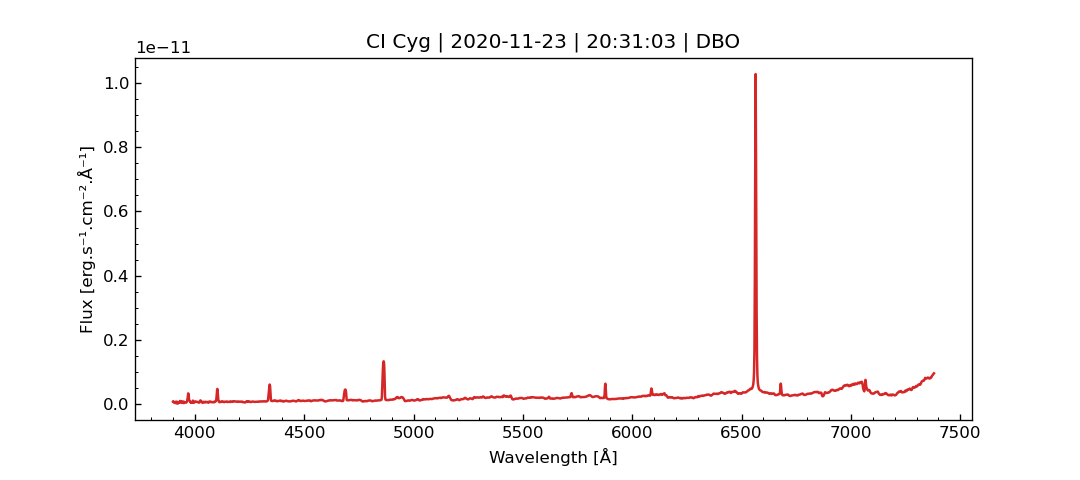 CI Cyg | 2020-11-23 | 20:31:03 | DBO
1e−11
1.0
0.8
0.6
0.4
0.2
0.0
Flux [erg.s⁻¹.cm⁻².Å⁻¹]
4000 4500 5000 5500 6000 6500 7000 7500
Wavelength [Å]